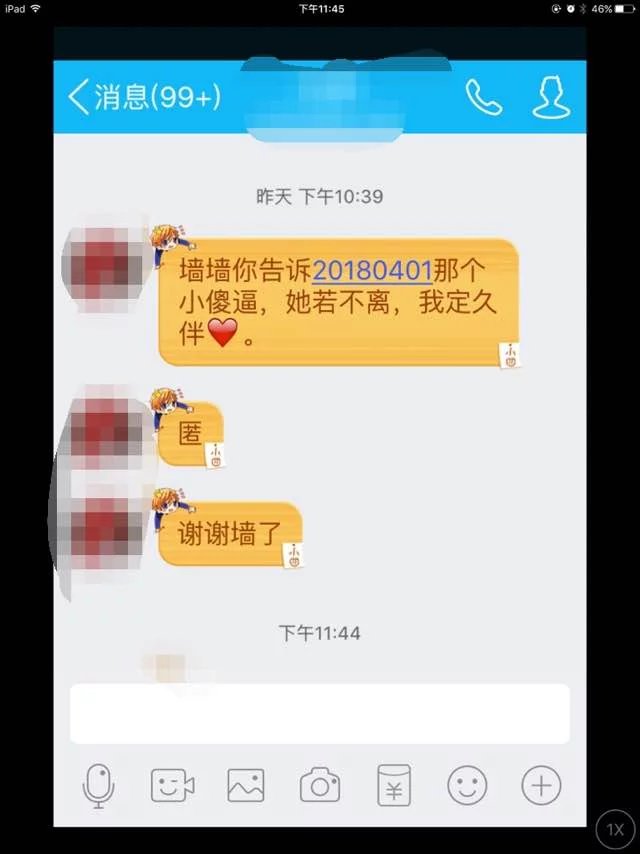 iPad 下午11:45 46%
消息(99+)
昨天 下午10:39
墙墙你告诉20180401那个
小傻逼，她若不离，我定久
伴❤️。
匿
谢谢墙了
下午11:44
1X